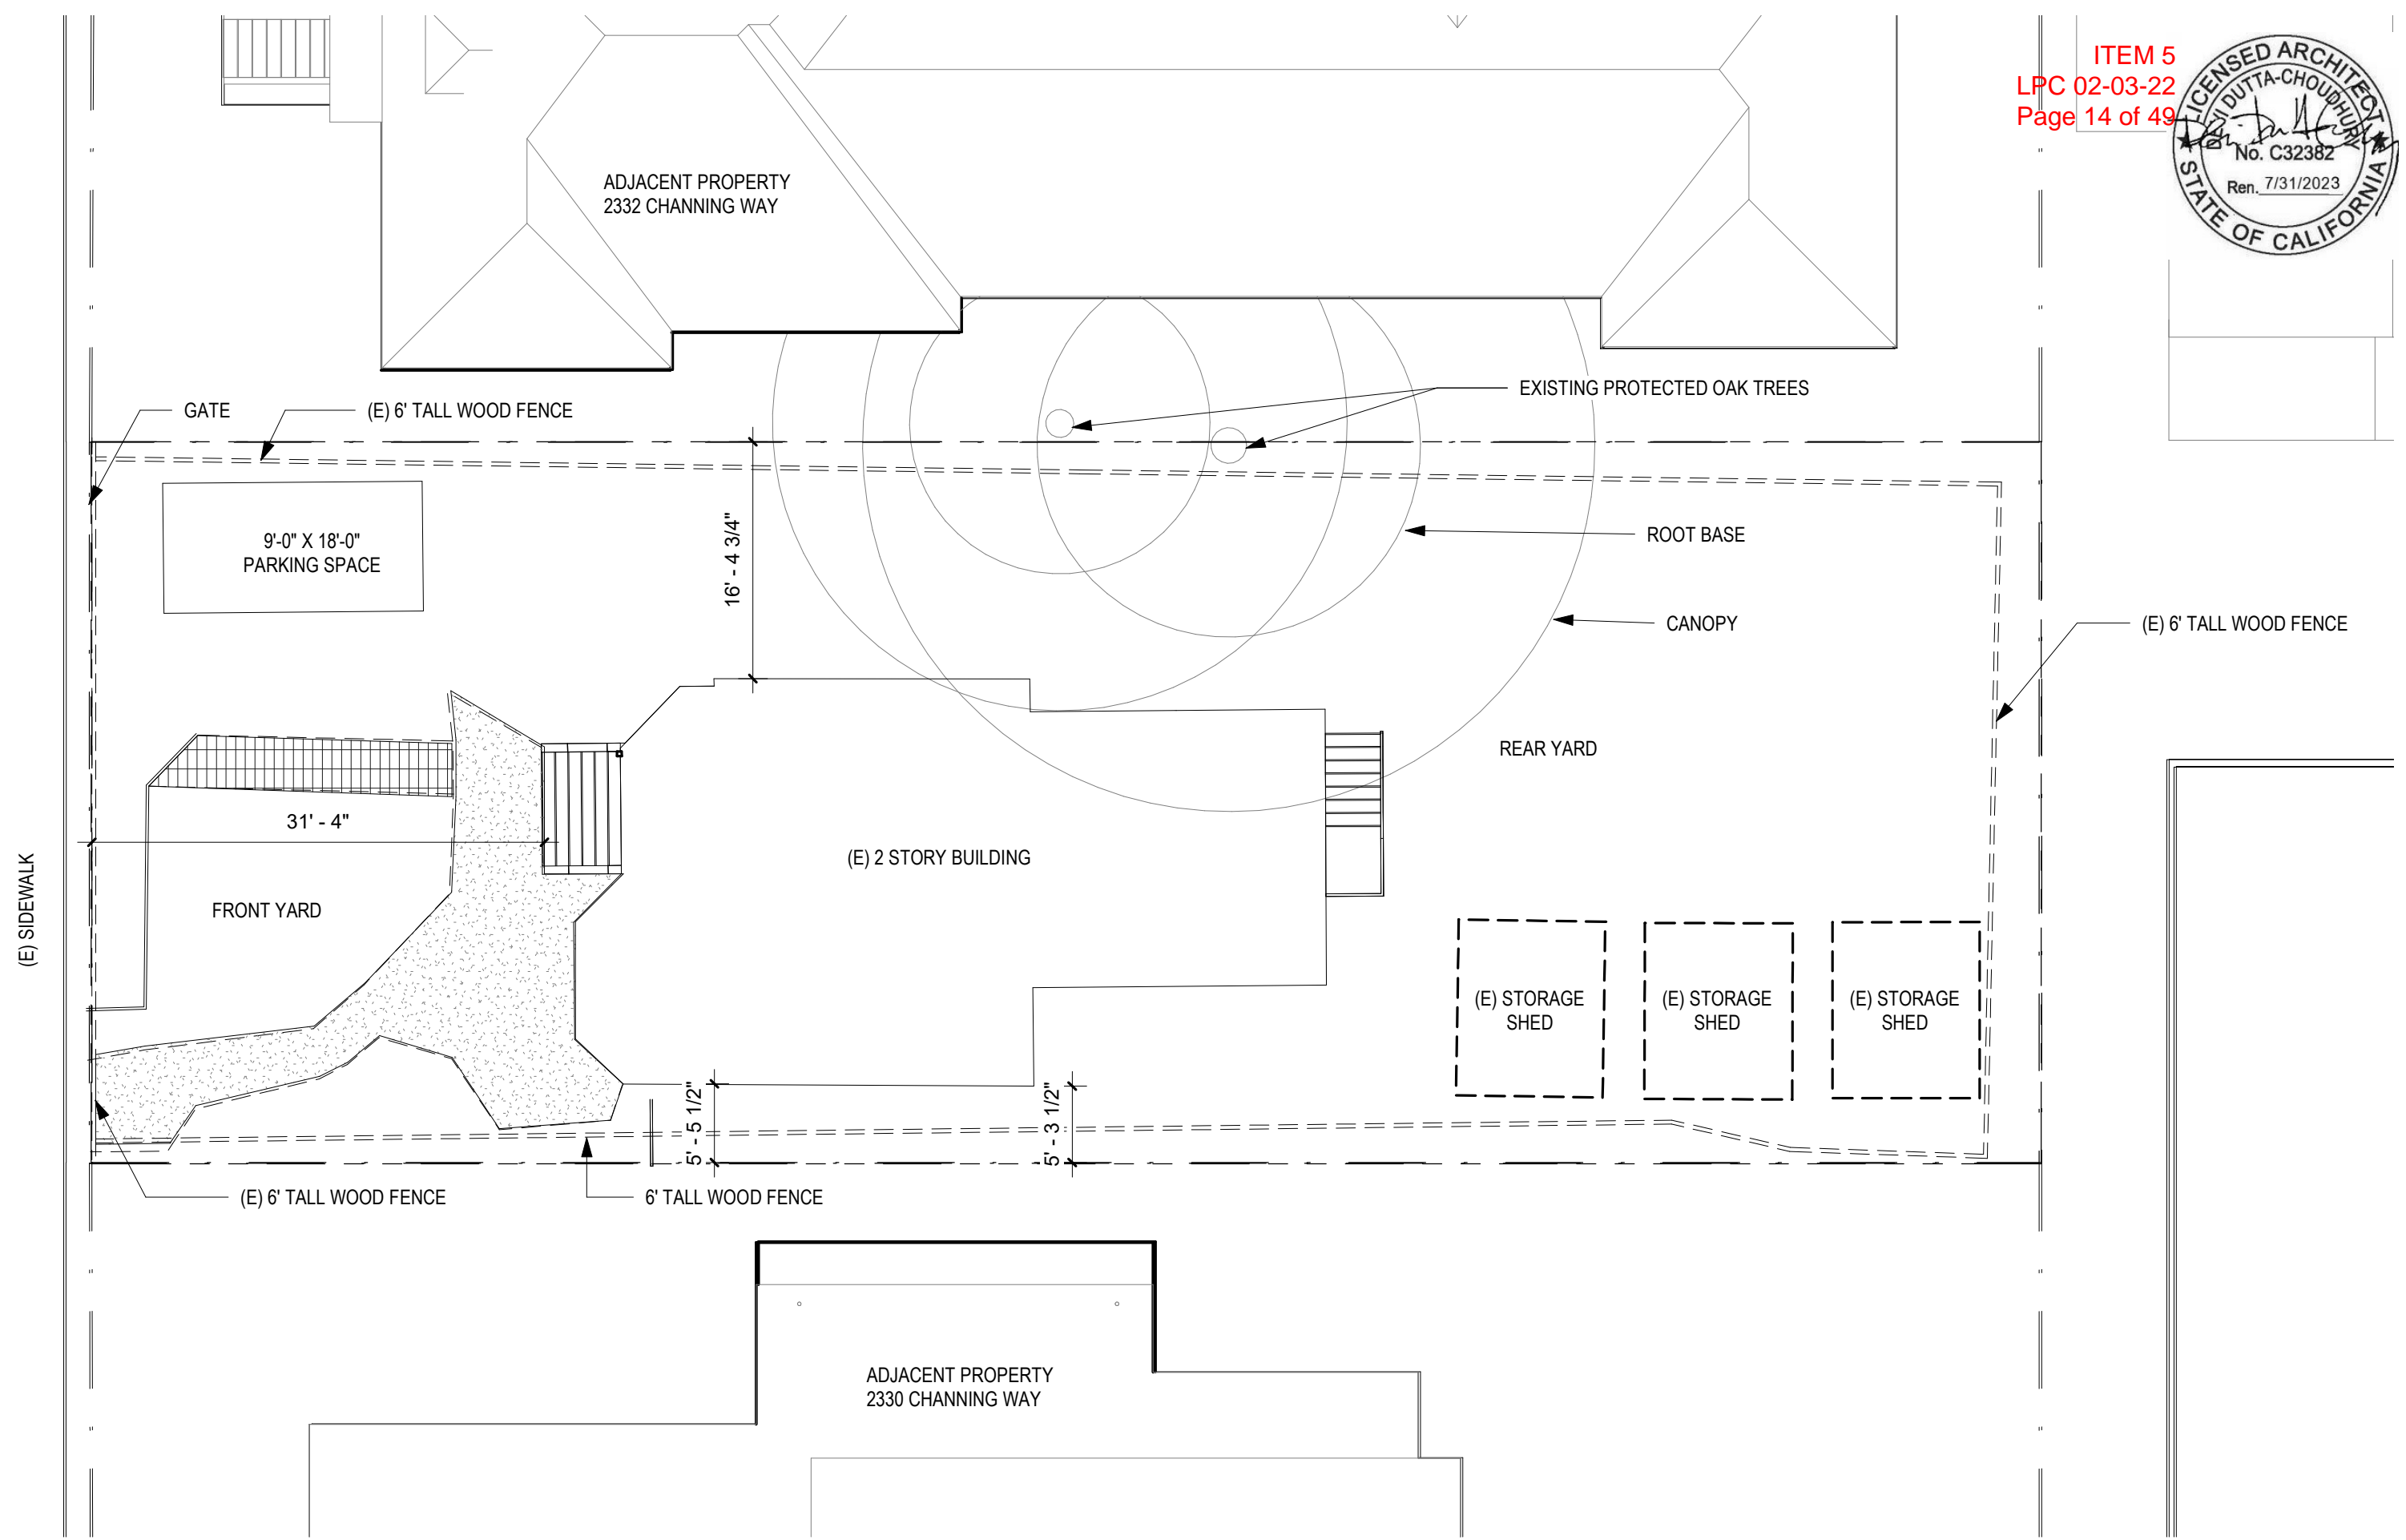 ITEM 5
LPC 02-03-22
Page 14 of 49
LICENSED ARCHITECT
DEVI DUTTA-CHOUDHURY
No. C32382
Ren. 7/31/2023
STATE OF CALIFORNIA
ADJACENT PROPERTY
2332 CHANNING WAY
EXISTING PROTECTED OAK TREES
GATE
(E) 6' TALL WOOD FENCE
9'-0" X 18'-0"
PARKING SPACE
16' - 4 3/4"
ROOT BASE
CANOPY
(E) 6' TALL WOOD FENCE
REAR YARD
31' - 4"
(E) 2 STORY BUILDING
(E) SIDEWALK
FRONT YARD
(E) STORAGE
SHED
(E) STORAGE
SHED
(E) STORAGE
SHED
5' - 5 1/2"
5' - 3 1/2"
(E) 6' TALL WOOD FENCE
6' TALL WOOD FENCE
ADJACENT PROPERTY
2330 CHANNING WAY